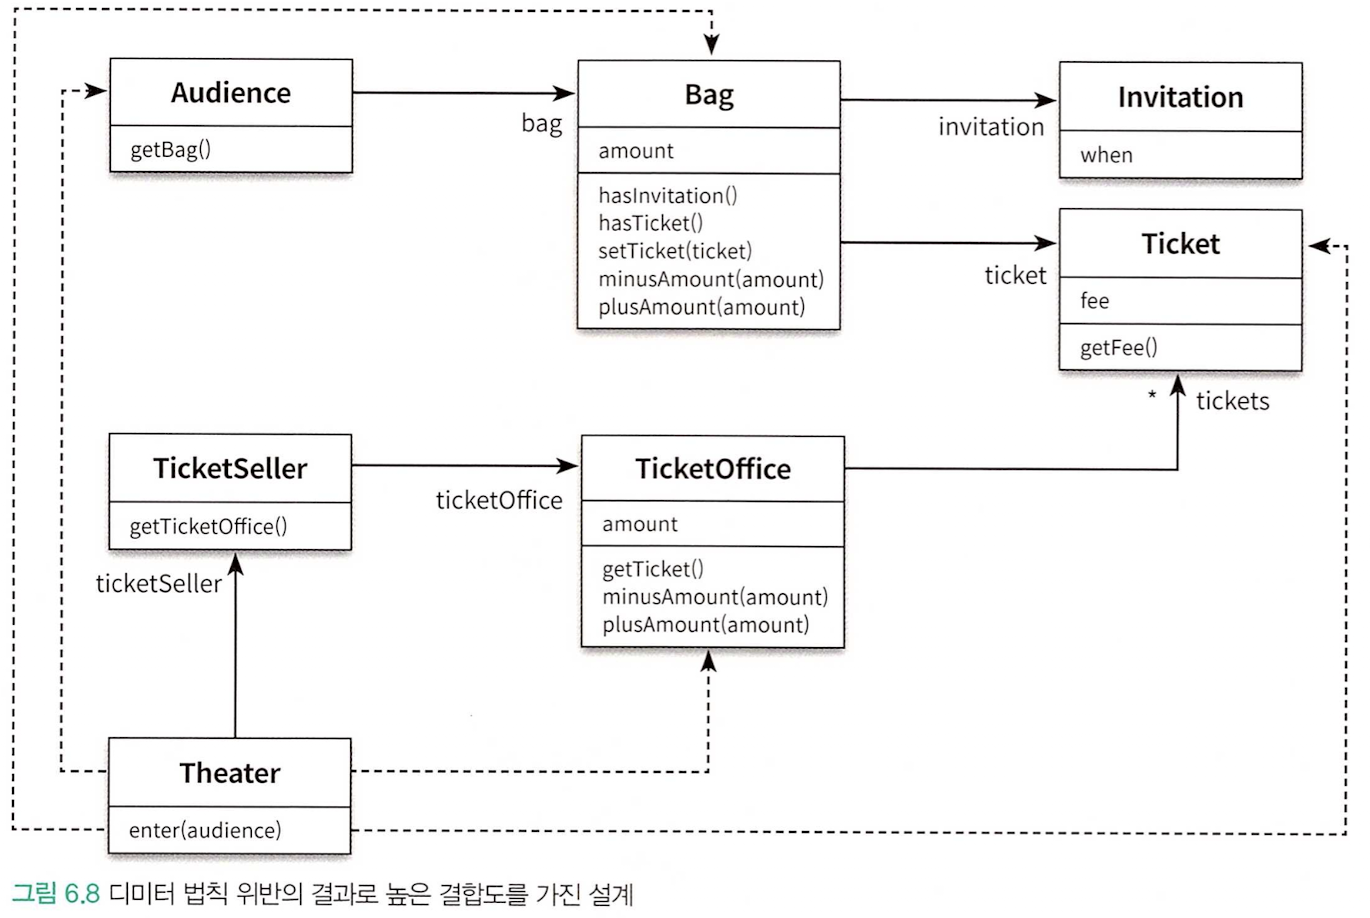 Audience
getBag()
bag
Bag
amount
hasInvitation()
hasTicket()
setTicket(ticket)
minusAmount(amount)
plusAmount(amount)
invitation
Invitation
when
ticket
Ticket
fee
getFee()
* tickets
TicketSeller
getTicketOffice()
ticketOffice
TicketOffice
amount
getTicket()
minusAmount(amount)
plusAmount(amount)
ticketSeller
Theater
enter(audience)
그림 6.8 디미터 법칙 위반의 결과로 높은 결합도를 가진 설계